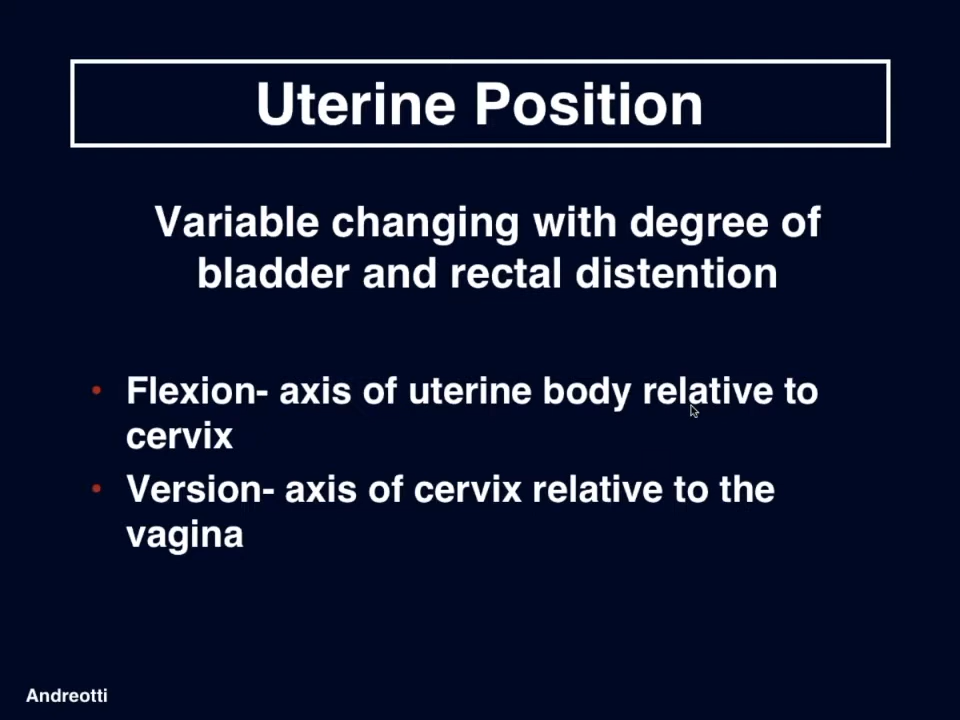 Uterine Position
Variable changing with degree of
bladder and rectal distention
• Flexion- axis of uterine body relative to
cervix
• Version- axis of cervix relative to the
vagina
Andreotti